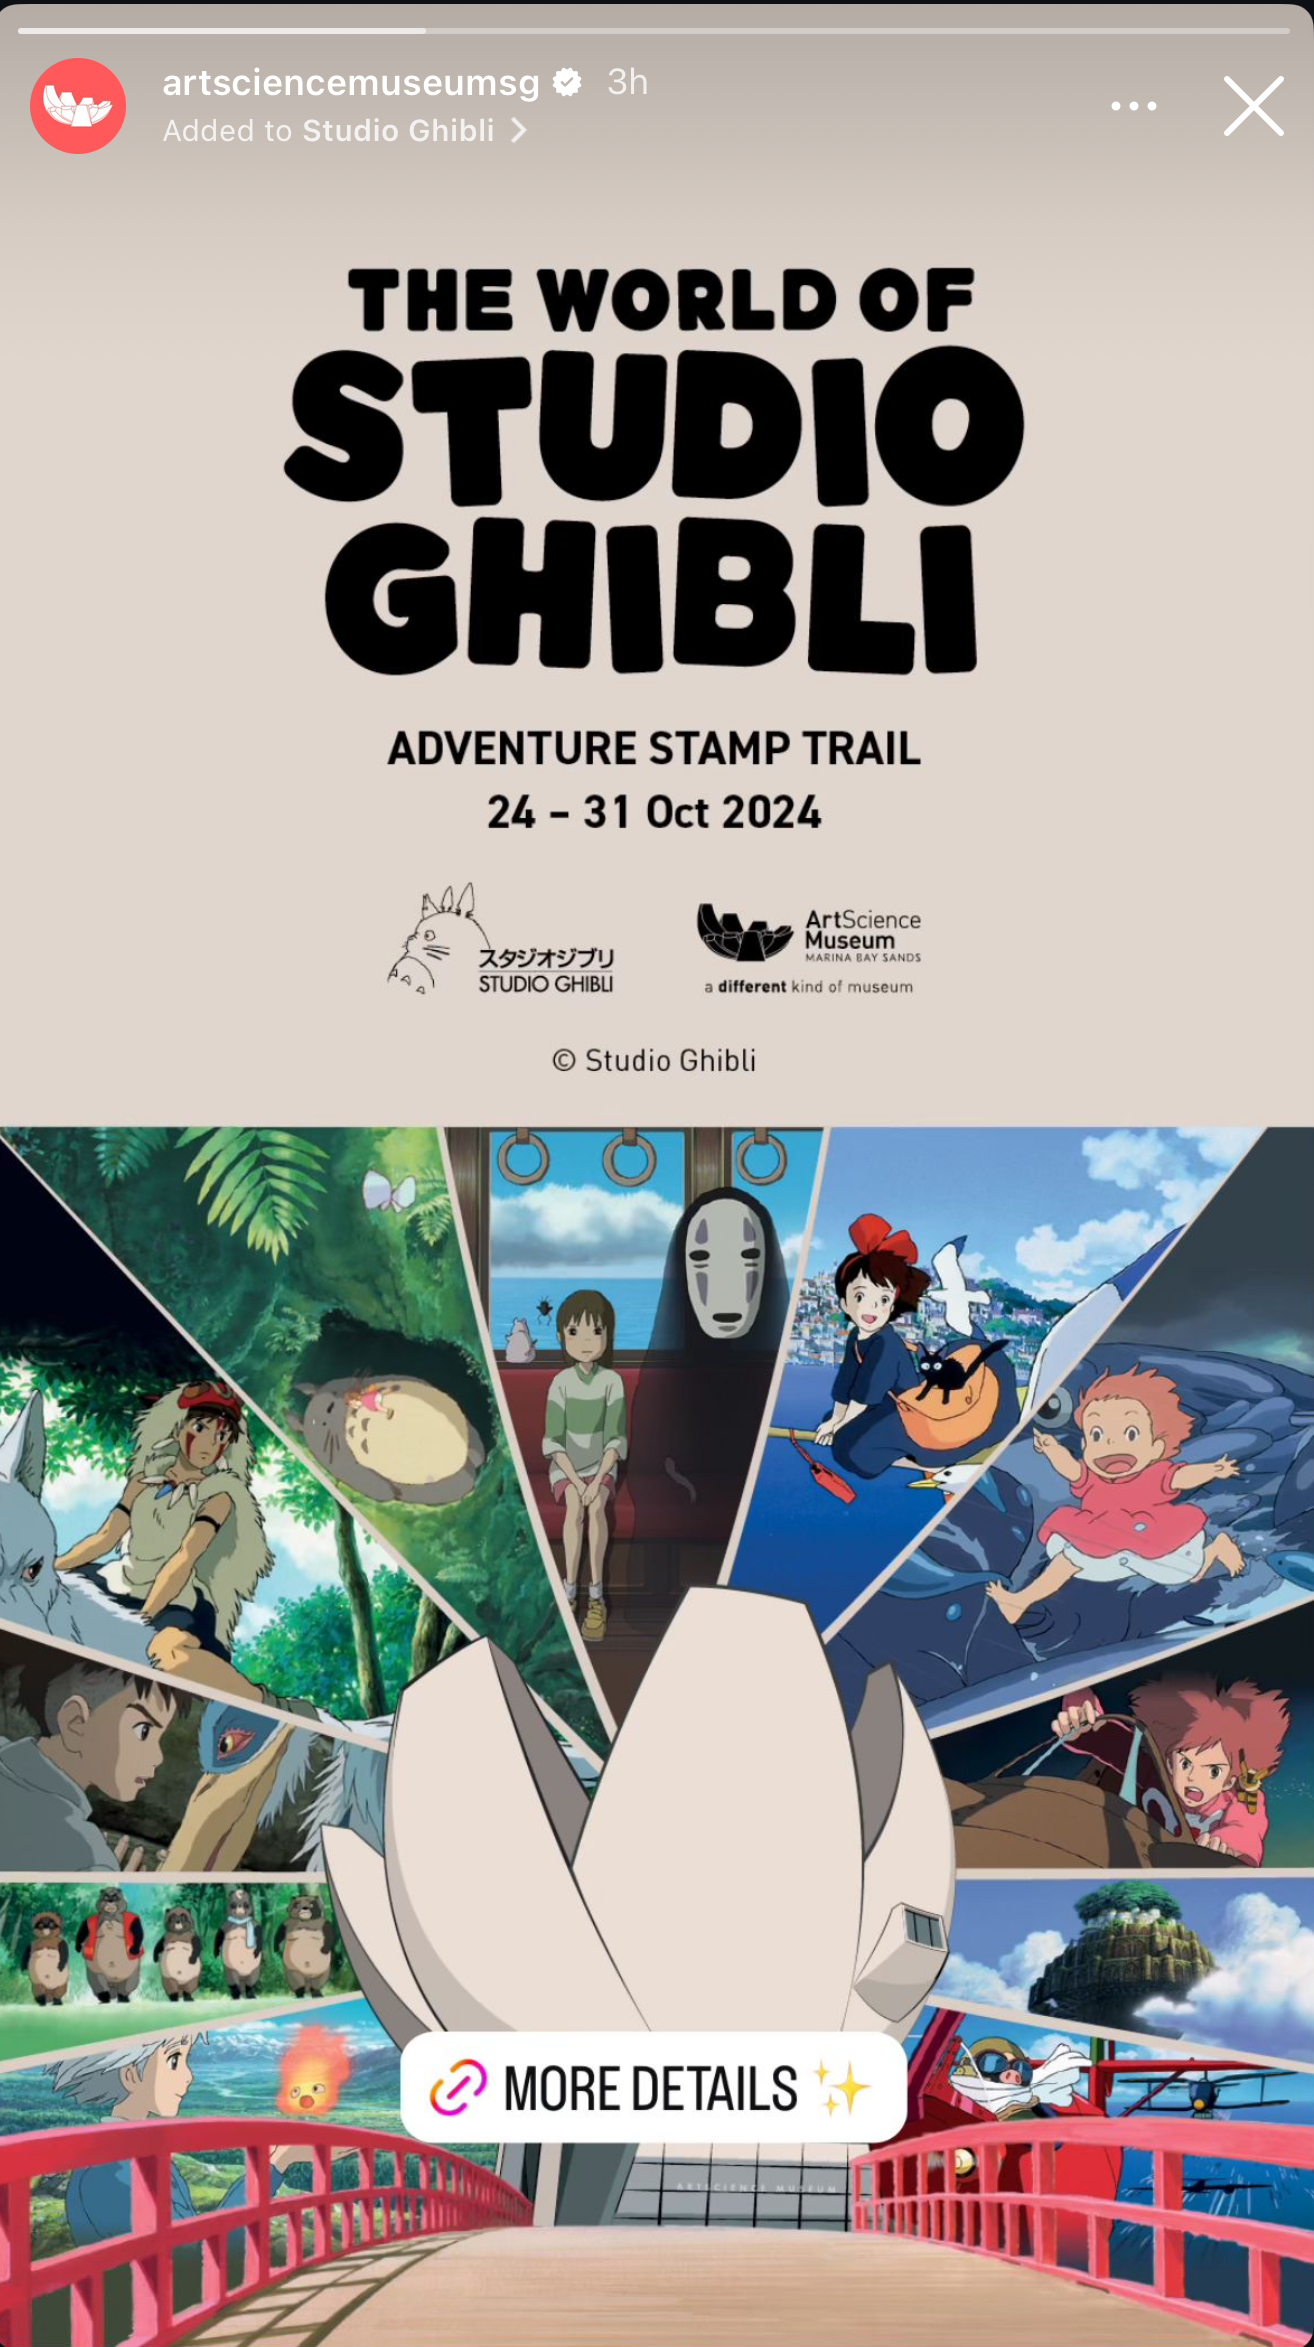 artsciencemuseumsg 3h
Added to Studio Ghibli
THE WORLD OF
STUDIO
GHIBLI
ADVENTURE STAMP TRAIL
24 – 31 Oct 2024
スタジオジブリ
STUDIO GHIBLI
ArtScience
Museum
MARINA BAY SANDS
a different kind of museum
© Studio Ghibli
MORE DETAILS ✨
ARTSCIENCE MUSEUM